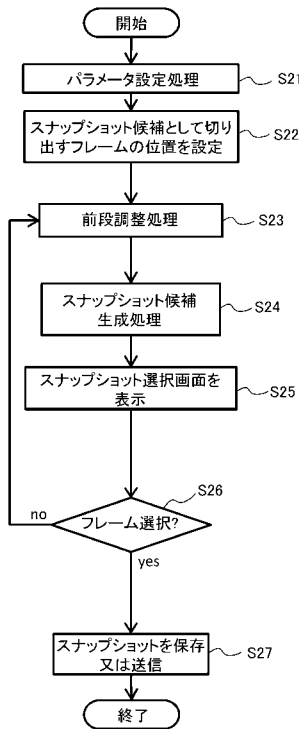 開始
パラメータ設定処理
S21
スナップショット候補として切り
出すフレームの位置を設定
S22
前段調整処理
S23
スナップショット候補
生成処理
S24
スナップショット選択画面を
表示
S25
S26
フレーム選択?
no
yes
スナップショットを保存
又は送信
S27
終了